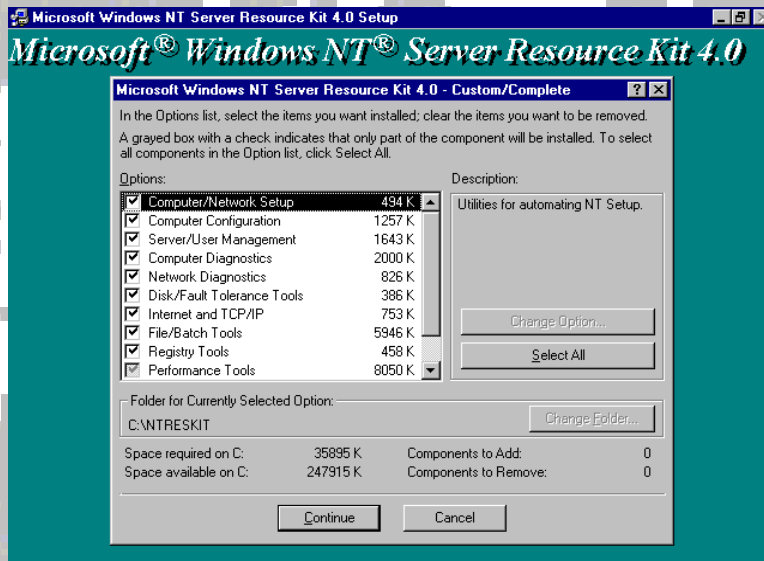 Microsoft Windows NT Server Resource Kit 4.0 Setup
Microsoft® Windows NT® Server Resource Kit 4.0
Microsoft Windows NT Server Resource Kit 4.0 - Custom/Complete
In the Options list, select the items you want installed; clear the items you want to be removed.
A grayed box with a check indicates that only part of the component will be installed. To select
all components in the Option list, click Select All.
Options: Description:
Computer/Network Setup 494 K Utilities for automating NT Setup.
Computer Configuration 1257 K
Server/User Management 1643 K
Computer Diagnostics 2000 K
Network Diagnostics 826 K
Disk/Fault Tolerance Tools 386 K
Internet and TCP/IP 753 K
File/Batch Tools 5946 K
Registry Tools 458 K
Performance Tools 8050 K
Change Option...
Select All
Folder for Currently Selected Option:
C:\NTRESKIT
Change Folder...
Space required on C: 35895 K Components to Add: 0
Space available on C: 247915 K Components to Remove: 0
Continue Cancel